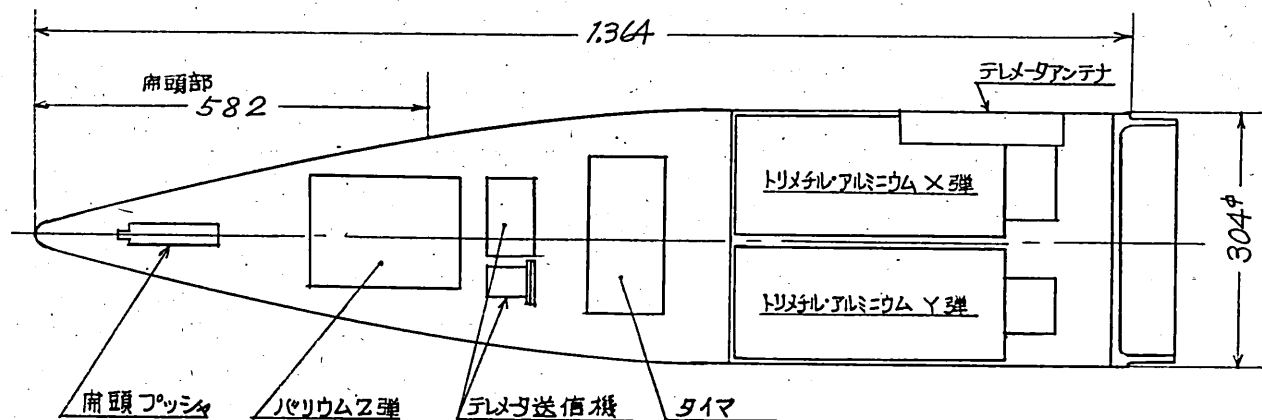 1.364
開頭部
582
テレメータアンテナ
トリメチル・アルミニウム X弾
304φ
トリメチル・アルミニウム Y弾
開頭プッシャ
バリウムZ弾
テレメータ送信機
タイマ